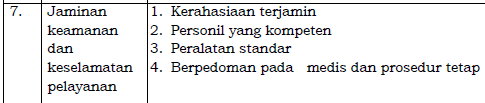 7. Jaminan 1. Kerahasiaan terjamin
keamanan 2. Personil yang kompeten
dan 3. Peralatan standar
keselamatan 4. Berpedoman pada medis dan prosedur tetap
pelayanan